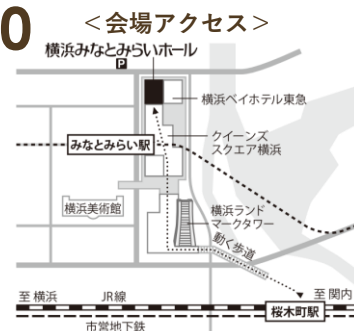 0
＜会場アクセス＞
横浜みなとみらいホール
P
横浜ベイホテル東急
クイーンズ
スクエア横浜
みなとみらい駅
横浜美術館
横浜ランド
マークタワー
動く歩道
至 横浜
JR線
至 関内
桜木町駅
市営地下鉄